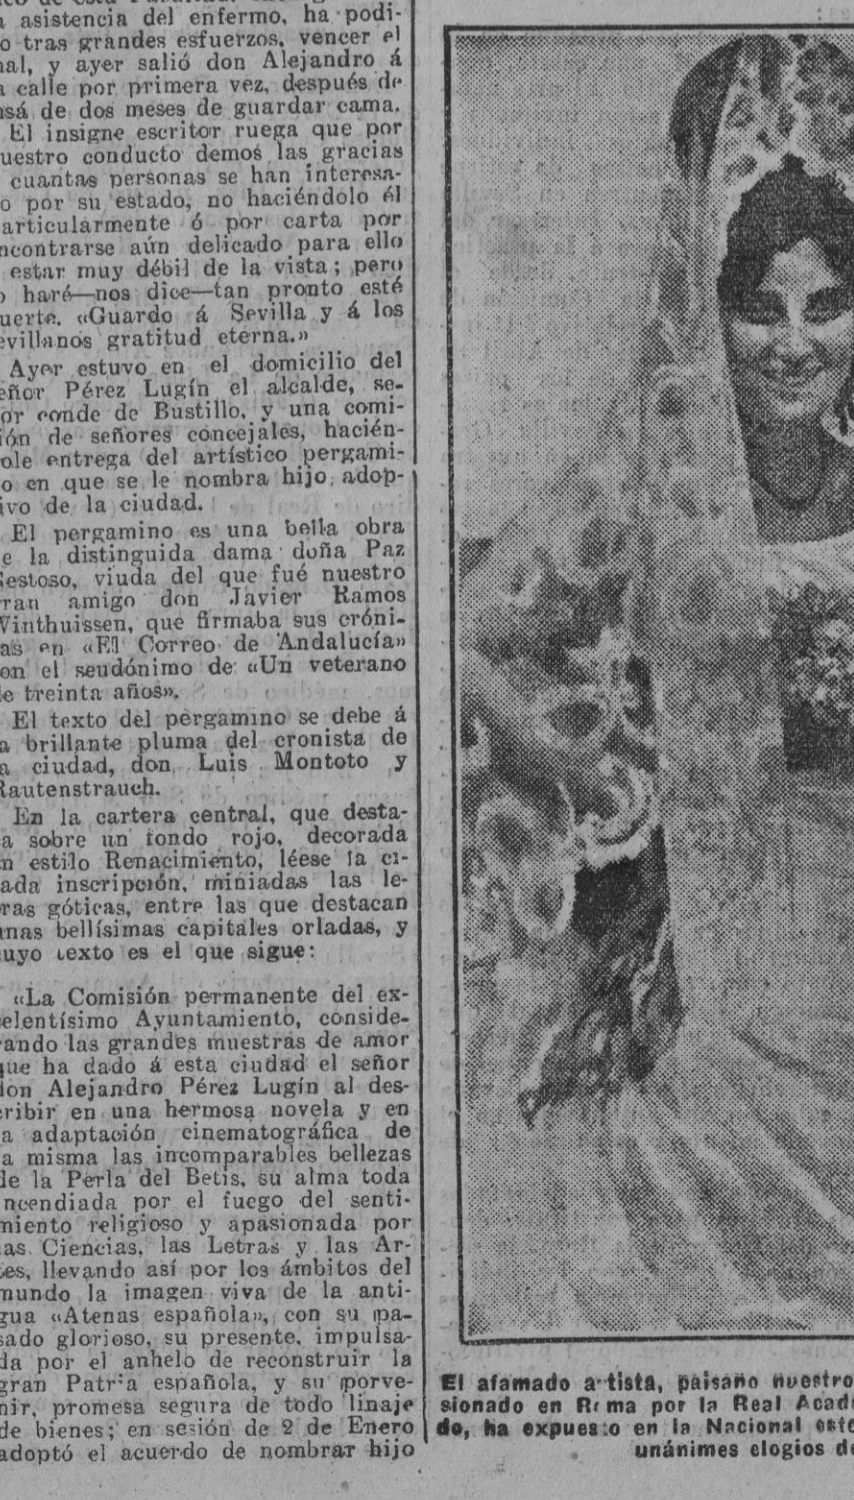 asistencia del enfermo, ha podi-
o tras grandes esfuerzos, vencer el
al, y ayer salió don Alejandro á
a calle por primera vez, después de
sá de dos meses de guardar cama.
El insigne escritor ruega que por
uestro conducto demos las gracias
cuantas personas se han interesa-
o por su estado, no haciéndolo él
articularmente ó por carta por
ncontrarse aún delicado para ello
estar muy débil de la vista; pero
o haré—nos dice—tan pronto esté
uerte. «Guardo á Sevilla y á los
evillanos gratitud eterna.»
Ayer estuvo en el domicilio del
eñor Pérez Lugín el alcalde, se-
or conde de Bustillo, y una comi-
ión de señores concejales, hacién-
ole entrega del artístico pergami-
o en que se le nombra hijo adop-
ivo de la ciudad.
El pergamino es una bella obra
e la distinguida dama doña Paz
Gestoso, viuda del que fué nuestro
ran amigo don Javier Ramos
Winthuissen, que firmaba sus cróni-
as en «El Correo de Andalucía»
on el seudónimo de «Un veterano
de treinta años».
El texto del pergamino se debe á
a brillante pluma del cronista de
a ciudad, don Luis Montoto y
Rautenstrauch.
En la cartera central, que desta-
a sobre un fondo rojo, decorada
n estilo Renacimiento, léese la ci-
ada inscripción, miniadas las le-
ras góticas, entre las que destacan
unas bellísimas capitales orladas, y
uyo texto es el que sigue:
«La Comisión permanente del ex-
elentísimo Ayuntamiento, conside-
rando las grandes muestras de amor
que ha dado á esta ciudad el señor
don Alejandro Pérez Lugín al des-
cribir en una hermosa novela y en
a adaptación cinematográfica de
a misma las incomparables bellezas
de la Perla del Betis, su alma toda
incendiada por el fuego del senti-
miento religioso y apasionada por
as Ciencias, las Letras y las Ar-
tes, llevando así por los ámbitos del
mundo la imagen viva de la anti-
gua «Atenas española», con su pa-
sado glorioso, su presente, impulsa-
da por el anhelo de reconstruir la
gran Patria española, y su porve-
nir, promesa segura de todo linaje
de bienes; en sesión de 2 de Enero
adoptó el acuerdo de nombrar hijo
El afamado artista, paisano nuestro
sionado en Roma por la Real Acad
do, ha expuesto en la Nacional este
unánimes elogios de